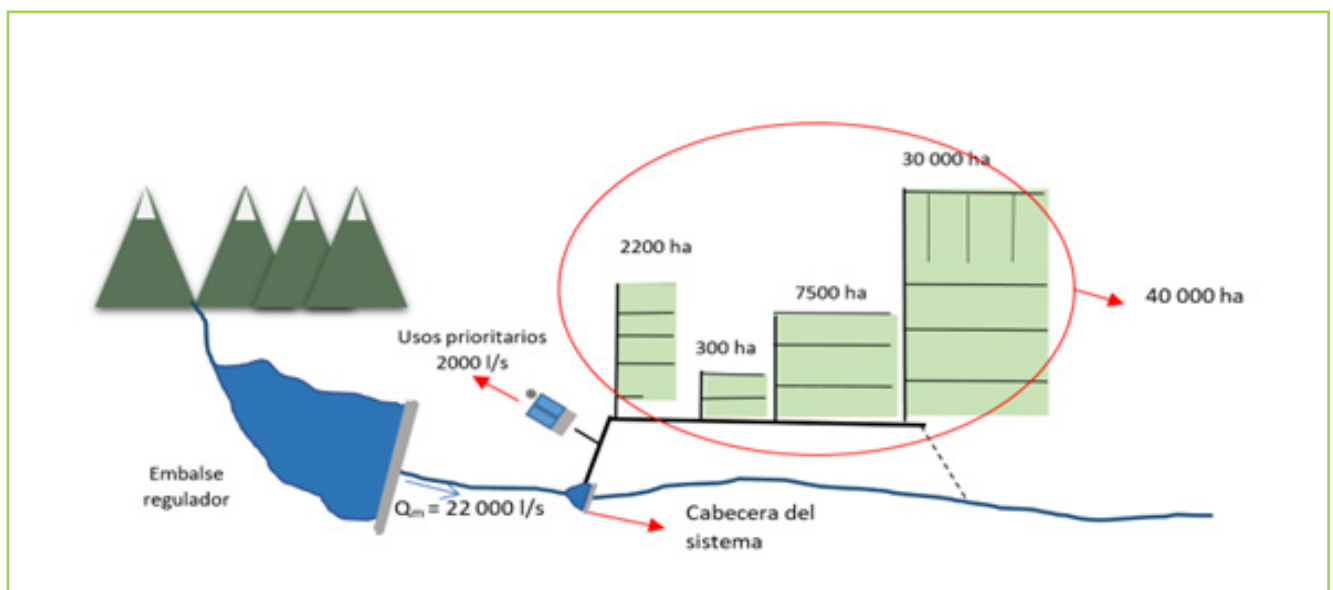 30 000 ha
2200 ha
7500 ha
40 000 ha
Usos prioritarios
2000 l/s
300 ha
Embalse
regulador
Qₘ = 22 000 l/s
Cabecera del
sistema